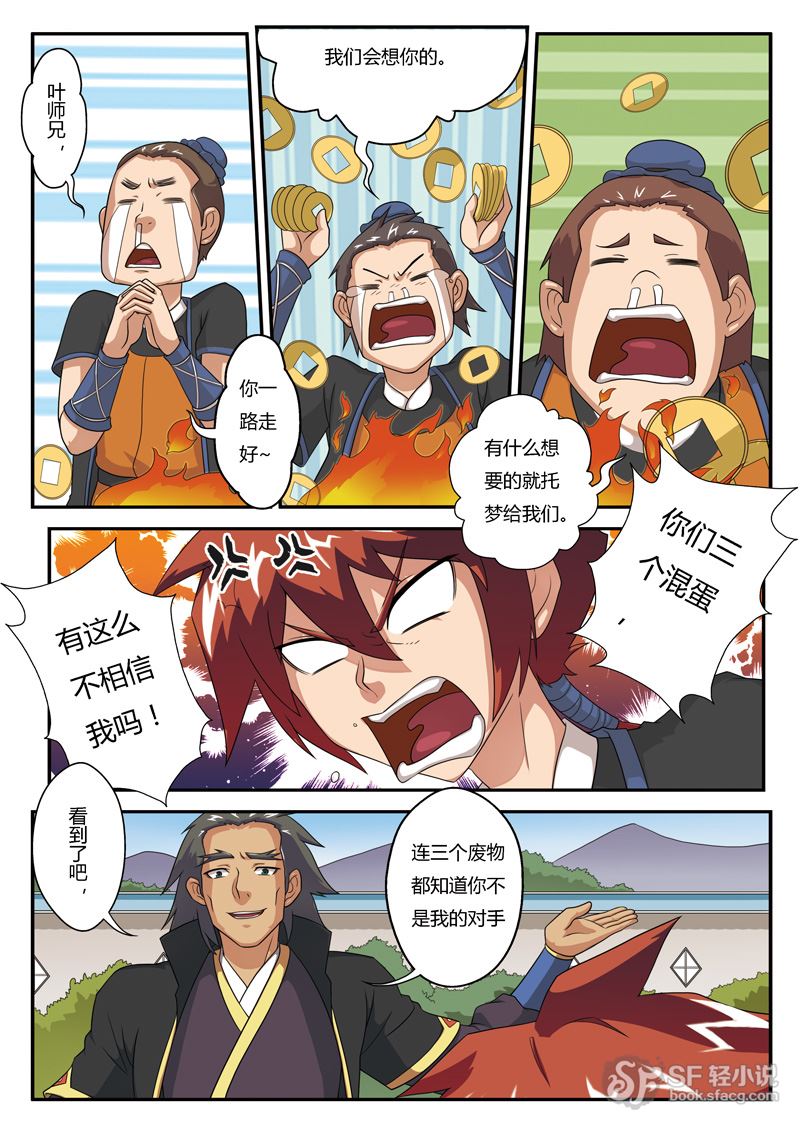 叶师兄，
你一
路走
好~
我们会想你的。
有什么想
要的就托
梦给我们。
你们三
个混蛋
，
有这么
不相信
我吗！
看到了吧，
连三个废物
都知道你不
是我的对手
SF 轻小说
book.sfacg.com